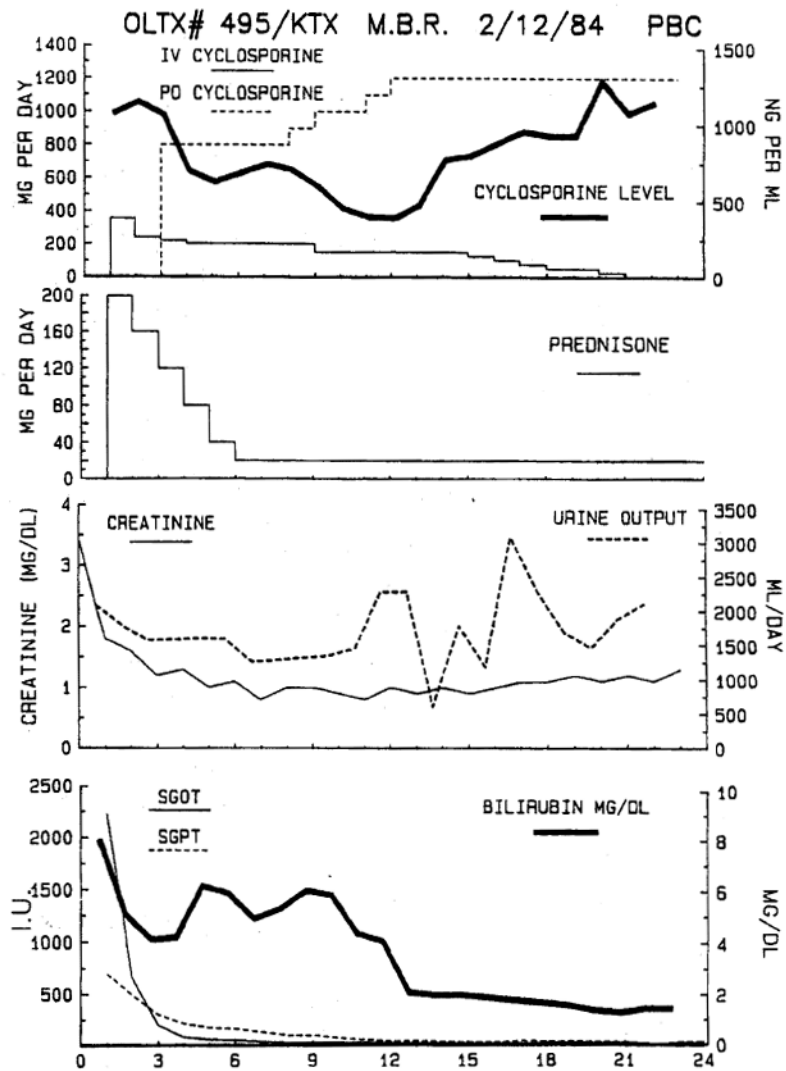 OLTX# 495/KTX M.B.R. 2/12/84 PBC
IV CYCLOSPORINE
PO CYCLOSPORINE
CYCLOSPORINE LEVEL
MG PER DAY
1400
1200
1000
800
600
400
200
0
NG PER ML
1500
1000
500
0
PREDNISONE
MG PER DAY
200
160
120
80
40
0
CREATININE
URINE OUTPUT
CREATININE (MG/DL)
4
3
2
1
0
ML/DAY
3500
3000
2500
2000
1500
1000
500
0
SGOT
SGPT
BILIRUBIN MG/DL
I.U.
2500
2000
1500
1000
500
MG/DL
10
8
6
4
2
0
0 3 6 9 12 15 18 21 24